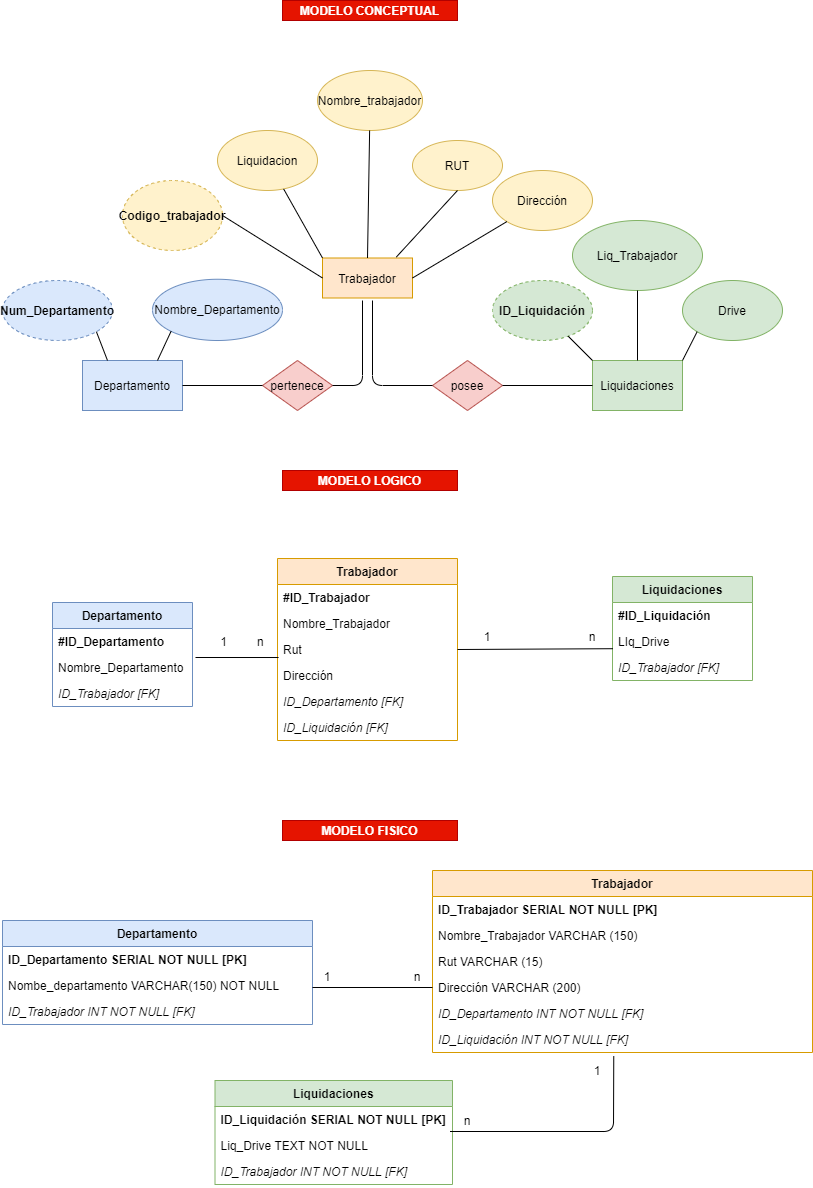 MODELO CONCEPTUAL
Nombre_trabajador
Liquidacion
RUT
Codigo_trabajador
Dirección
Trabajador
Liq_Trabajador
Num_Departamento
Nombre_Departamento
ID_Liquidación
Drive
Departamento
pertenece
posee
Liquidaciones
MODELO LOGICO
Departamento
#ID_Departamento
Nombre_Departamento
ID_Trabajador [FK]
1
n
Trabajador
#ID_Trabajador
Nombre_Trabajador
Rut
Dirección
ID_Departamento [FK]
ID_Liquidación [FK]
1
n
Liquidaciones
#ID_Liquidación
LIq_Drive
ID_Trabajador [FK]
MODELO FISICO
Departamento
ID_Departamento SERIAL NOT NULL [PK]
Nombe_departamento VARCHAR(150) NOT NULL
ID_Trabajador INT NOT NULL [FK]
1
n
Trabajador
ID_Trabajador SERIAL NOT NULL [PK]
Nombre_Trabajador VARCHAR (150)
Rut VARCHAR (15)
Dirección VARCHAR (200)
ID_Departamento INT NOT NULL [FK]
ID_Liquidación INT NOT NULL [FK]
1
n
Liquidaciones
ID_Liquidación SERIAL NOT NULL [PK]
Liq_Drive TEXT NOT NULL
ID_Trabajador INT NOT NULL [FK]